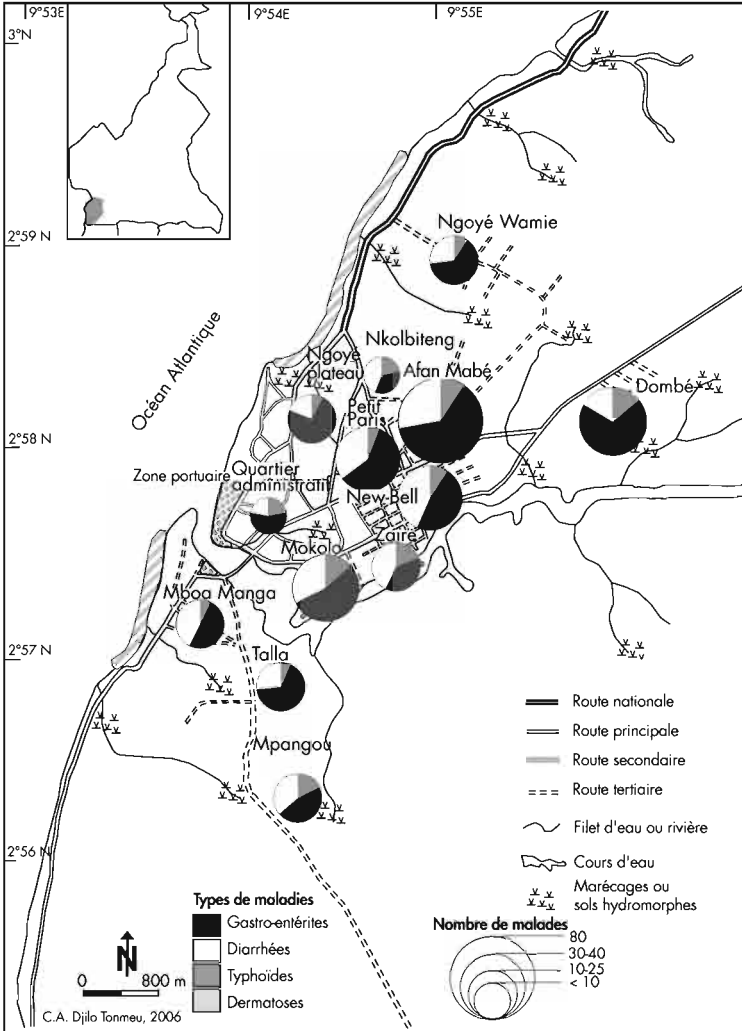 9°53E
9°54E
9°55E
3°N
2°59 N
Ngoyé Wamie
Océan Atlantique
Nkolbiteng
Ngoyé
plateau
Afan Mabé
Dombé
Petit
Paris
2°58 N
Zone portuaire
Quartier
administratif
New-Bell
Zaïre
Mokolo
Mboa Manga
2°57 N
Talla
Mpangou
2°56 N
Route nationale
Route principale
Route secondaire
Route tertiaire
Filet d'eau ou rivière
Cours d'eau
Marécages ou
sols hydromorphes
Types de maladies
Gastro-entérites
Diarrhées
Typhoïdes
Dermatoses
Nombre de malades
80
30-40
10-25
< 10
N
0 800 m
C.A. Djilo Tonmeu, 2006